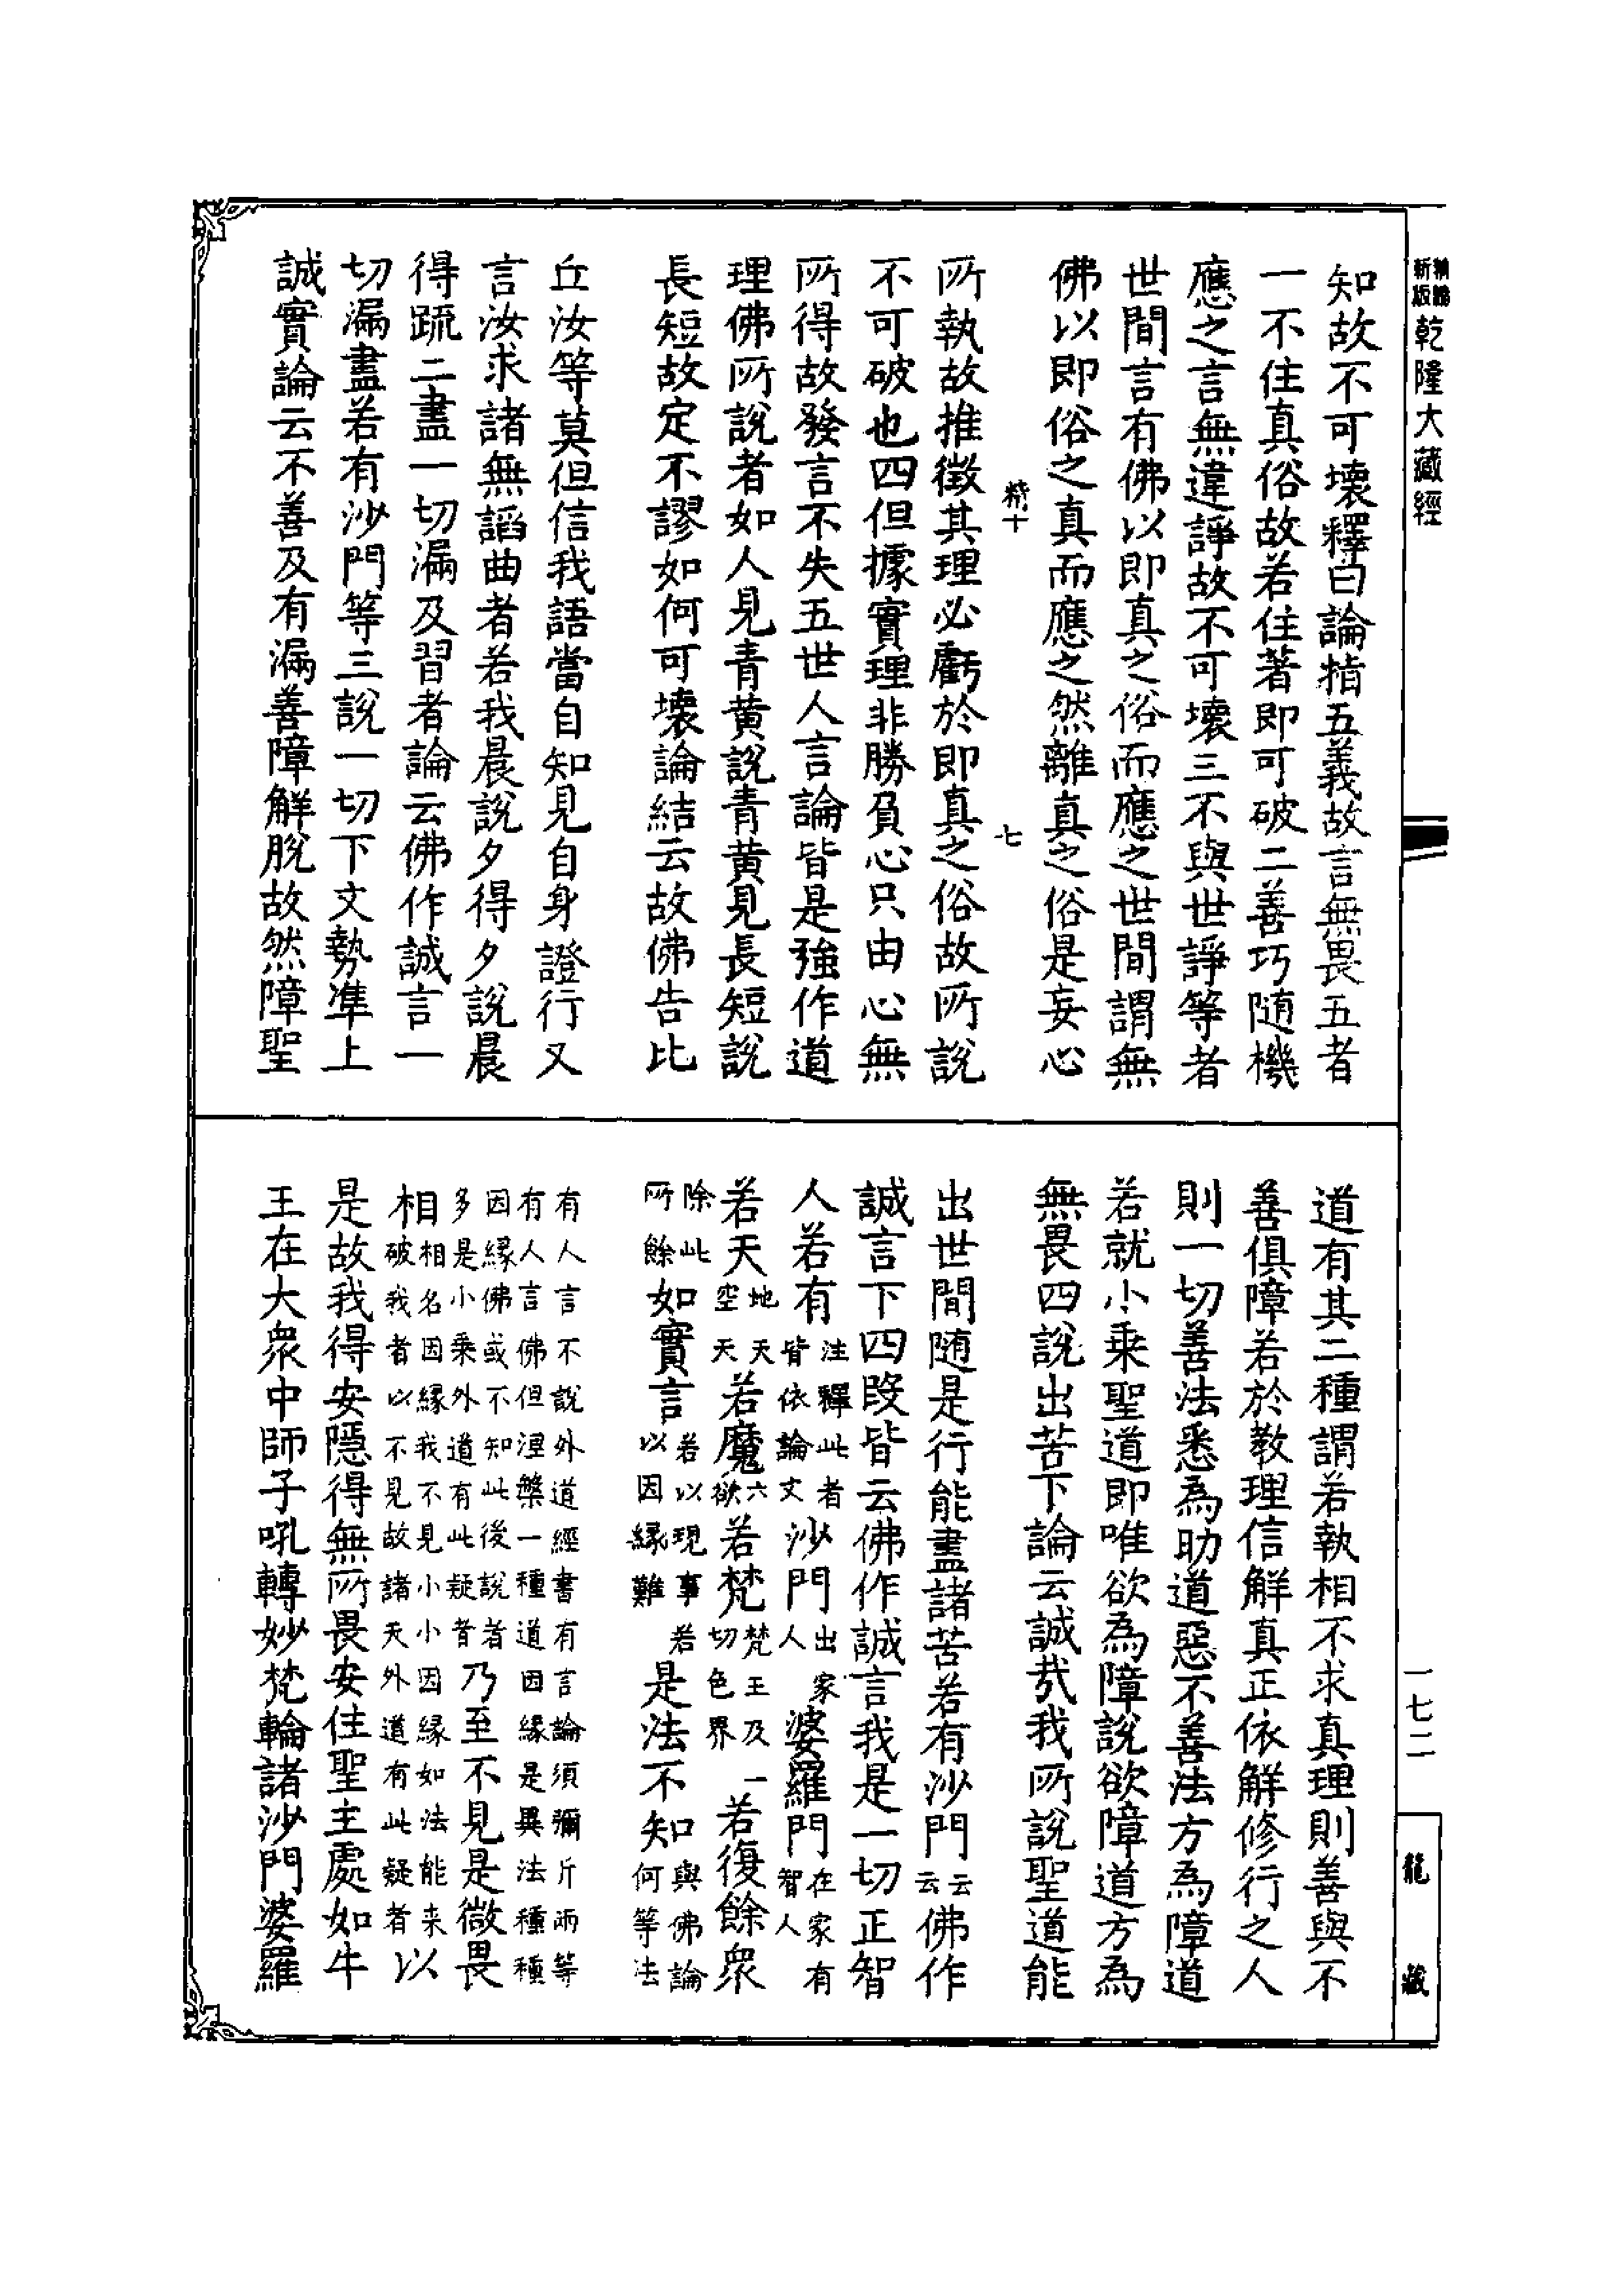 新版
乾隆大藏經
知故不可壞釋曰論指五義故言無畏五者
一不住真俗故若住著即可破二善巧随機
應之言無違諍故不可壞三不與世諍等者
世間言有佛以即真之俗而應之世間謂無
佛以即俗之真而應之然離真之俗是妄心
精十
七
所執故推徵其理必虧於即真之俗故所說
不可破也四但據實理非勝負心只由心無
所得故發言不失五世人言論皆是強作道
理佛所說者如人見青黄說青黄見長短說
長短故定不謬如何可壞論結云故佛告比
丘汝等莫但信我語當自知見自身證行又
言汝求諸無諂曲者若我晨說夕得夕說晨
得䟽二盡一切漏及習者論云佛作誠言一
切漏盡若有沙門等三說一切下文勢準上
誠實論云不善及有漏善障解脫故然障聖
道有其二種謂若執相不求真理則善與不
善俱障若於教理信解真正依解修行之人
則一切善法悉為助道惡不善法方為障道
若就小乘聖道即唯欲為障說欲障道方為
無畏四說出苦下論云誠哉我所說聖道能
出世間随是行能盡諸苦若有沙門云云佛作
誠言下四段皆云佛作誠言我是一切正智
人若有注釋此者皆依論文沙門出家人婆羅門在家有智人
若天地天空天若魔六欲若梵梵王及一切色界若復餘衆
除此所餘如實言若以現事若以因緣難是法不知與佛論何等法
有人言不說外道經書有言論須彌斤兩等
有人言佛但涅槃一種道因緣是異法種種
因緣佛或不知此後說者多是小乘外道有此疑者乃至不見是微畏
相相名因緣我不見小小因緣如法能来破我者以不見故諸天外道有此疑者以
是故我得安隱得無所畏安住聖主處如牛
王在大衆中師子吼轉妙梵輪諸沙門婆羅
一七二
龍藏